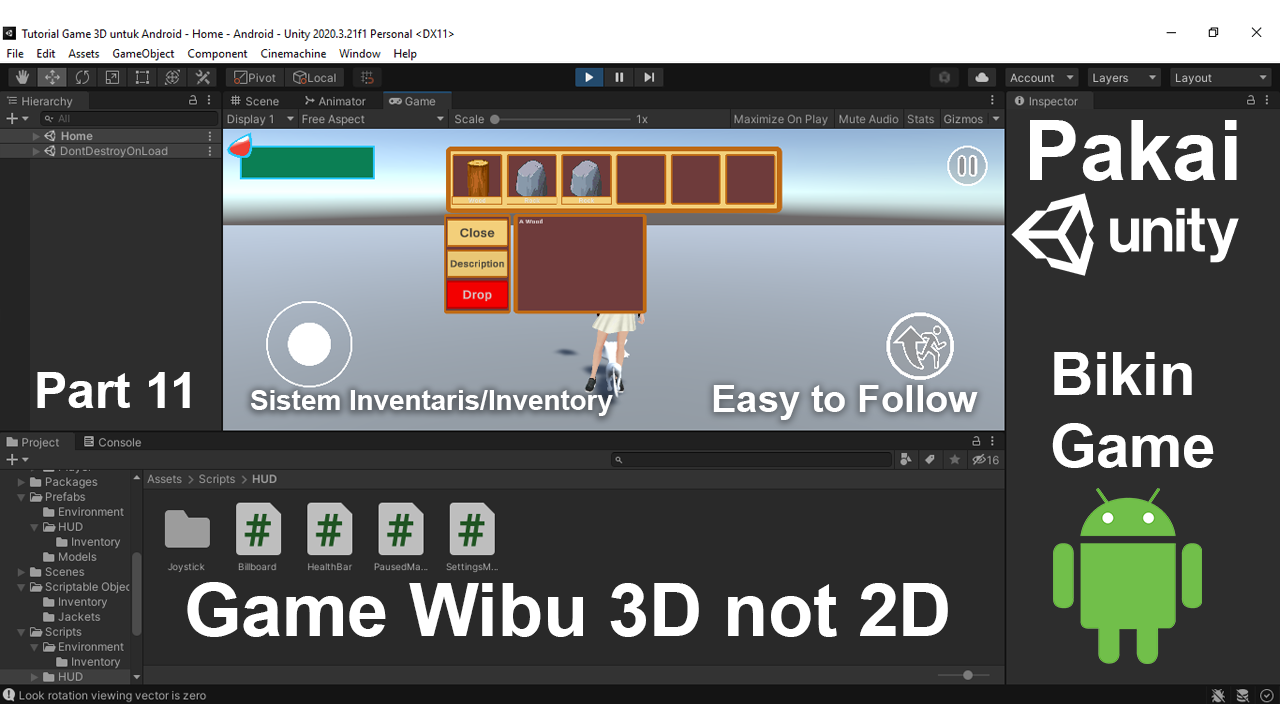 Tutorial Game 3D untuk Android - Home - Android - Unity 2020.3.21f1 Personal <DX11>
File Edit Assets GameObject Component Cinemachine Window Help
Pivot Local
Account Layers Layout
Hierarchy
All
Home
DontDestroyOnLoad
Scene Animator Game
Display 1 Free Aspect Scale 1x Maximize On Play Mute Audio Stats Gizmos
Inspector
Wood Rock Rock
Close
Description
Drop
A Wood
Pakai
unity
Part 11
Sistem Inventaris/Inventory
Easy to Follow
Bikin
Game
Project Console
16
Packages
Prefabs
Environment
HUD
Inventory
Models
Scenes
Scriptable Objec
Inventory
Jackets
Scripts
Environment
Inventory
HUD
Assets > Scripts > HUD
Joystick Billboard HealthBar PausedMa... SettingsM...
Game Wibu 3D not 2D
Look rotation viewing vector is zero